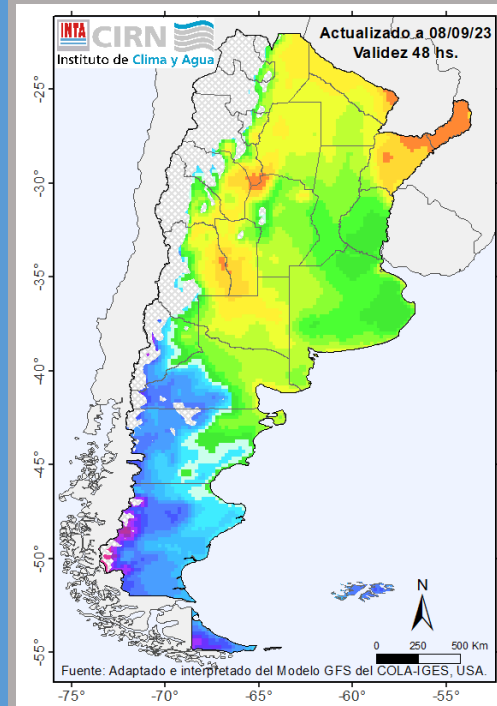 INTA CIRN
Instituto de Clima y Agua
Actualizado a 08/09/23
Validez 48 hs.
-25°
-30°
-35°
-40°
-45°
-50°
-55°
N
0 250 500 Km
Fuente: Adaptado e interpretado del Modelo GFS del COLA-IGES, USA.
-75° -70° -65° -60° -55°